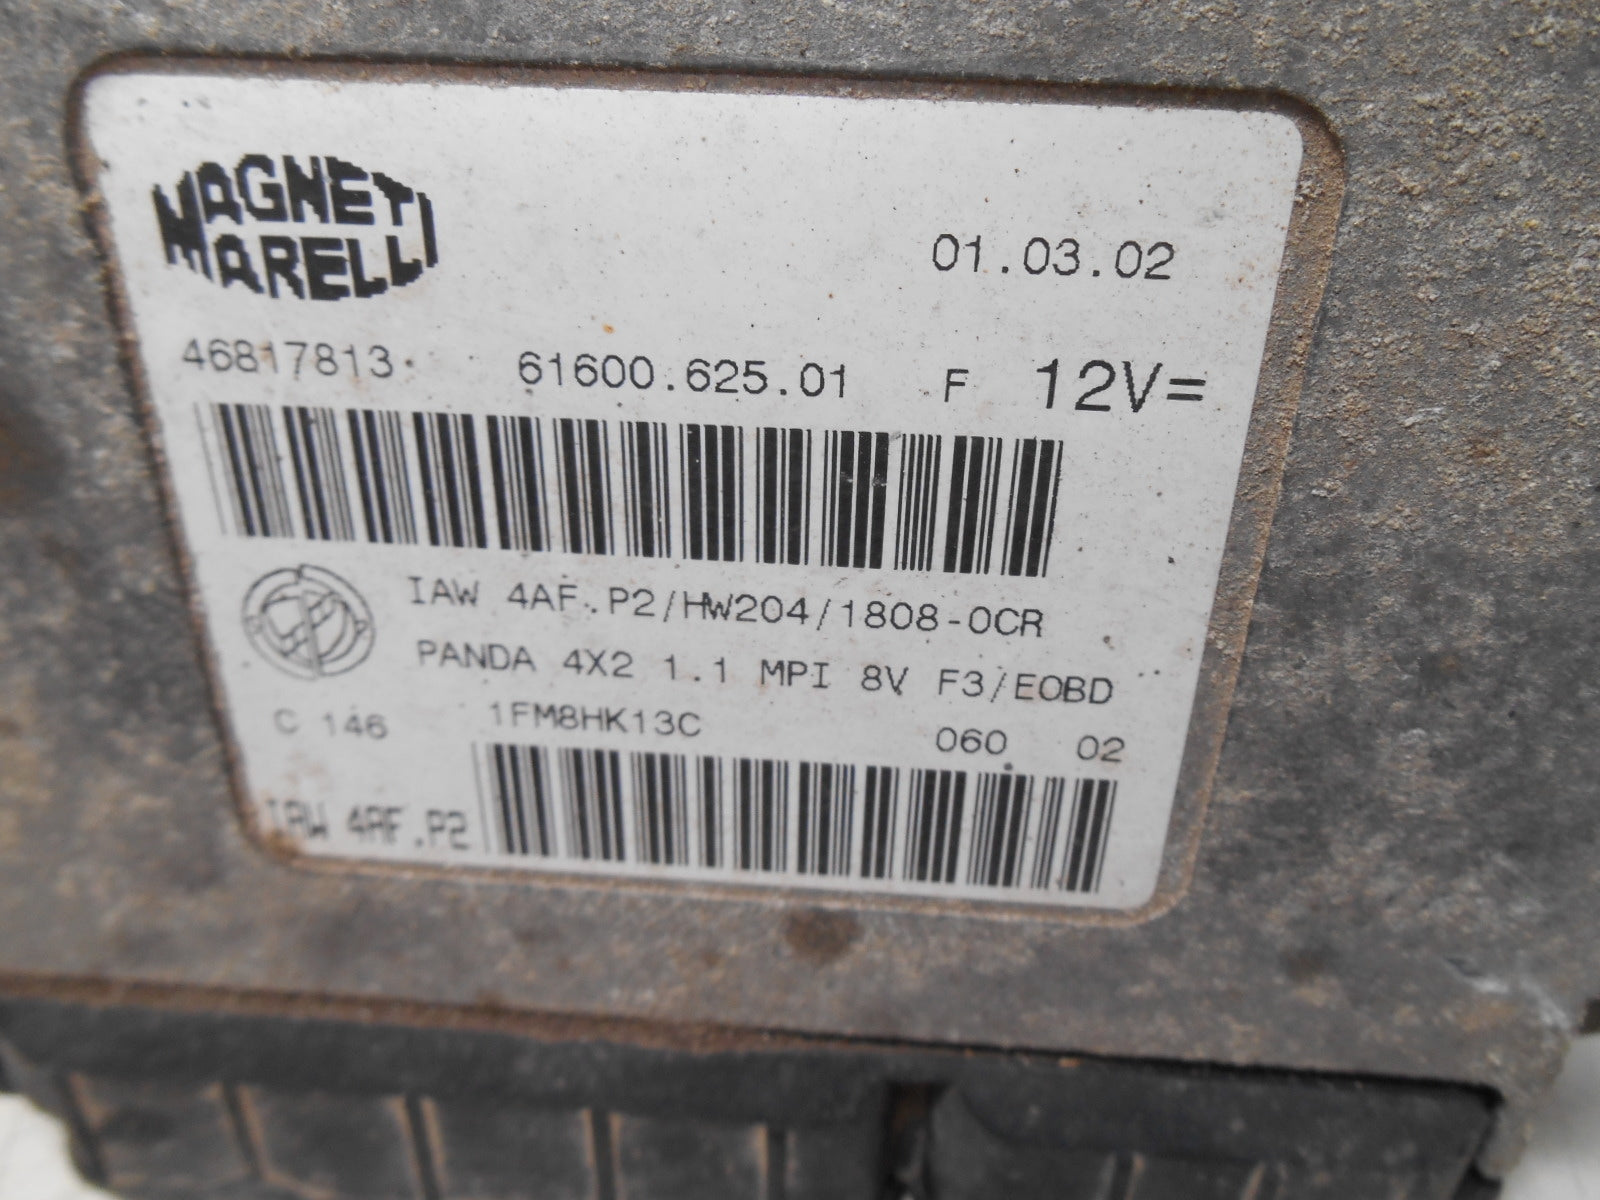 MAGNETI
MARELLI
01.03.02
46817813 61600.625.01 F 12V=
IAW 4AF.P2/HW204/1808-0CR
PANDA 4X2 1.1 MPI 8V F3/EOBD
C 146 1FM8HK13C 060 02
IAW 4AF.P2